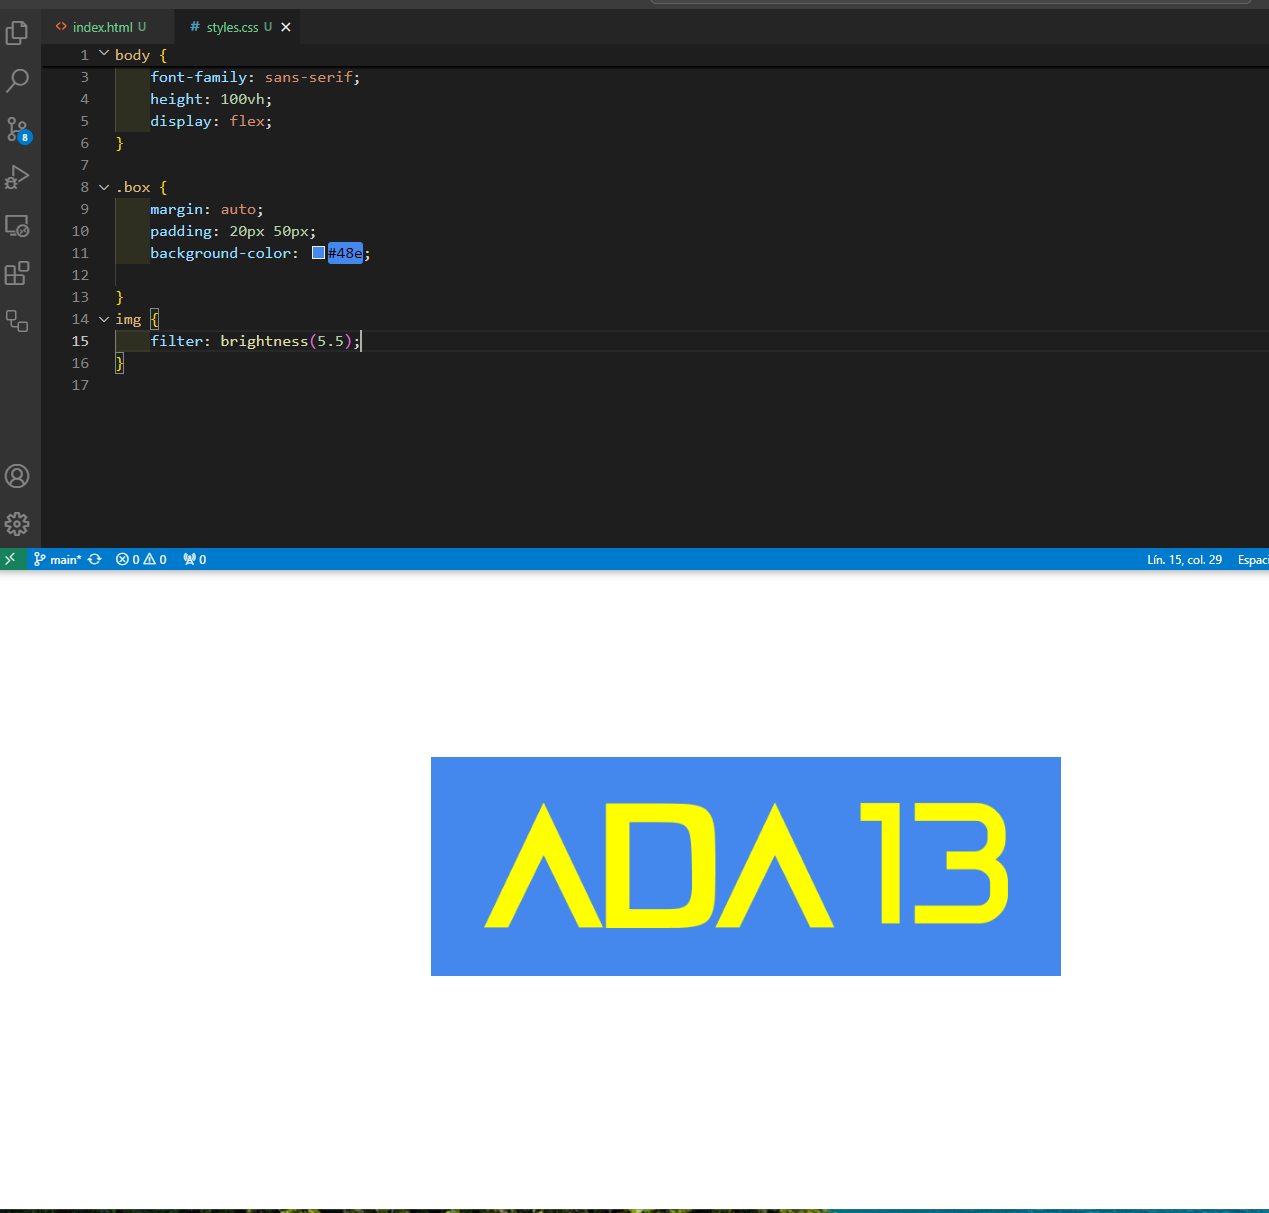 index.html U
# styles.css U
1 body {
3 font-family: sans-serif;
4 height: 100vh;
5 display: flex;
6 }
7
8 .box {
9 margin: auto;
10 padding: 20px 50px;
11 background-color: #48e;
12
13 }
14 img {
15 filter: brightness(5.5);
16 }
17
8
main* 0 0 0 Lín. 15, col. 29 Espaci
ADA 13